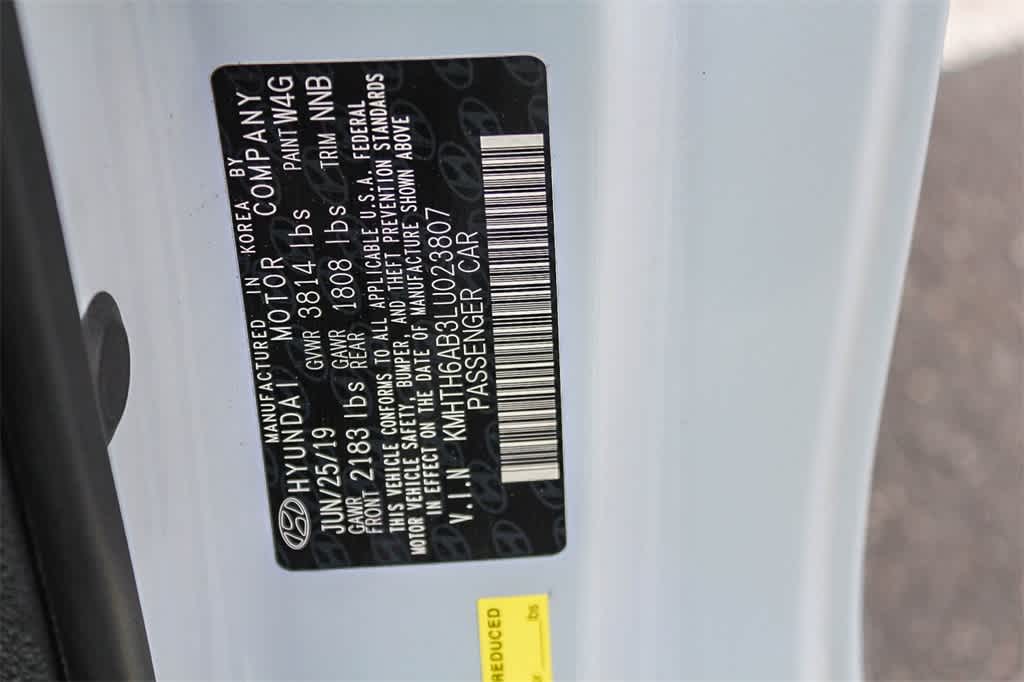 MANUFACTURED IN KOREA BY
HYUNDAI MOTOR COMPANY
JUN/25/19 GVWR 3814 lbs PAINT W4G
GAWR FRONT 2183 lbs GAWR REAR 1808 lbs TRIM NNB
THIS VEHICLE CONFORMS TO ALL APPLICABLE U.S.A. FEDERAL
MOTOR VEHICLE SAFETY, BUMPER, AND THEFT PREVENTION STANDARDS
IN EFFECT ON THE DATE OF MANUFACTURE SHOWN ABOVE
V.I.N KMHTH6AB3LU023807
PASSENGER CAR
REDUCED
lbs